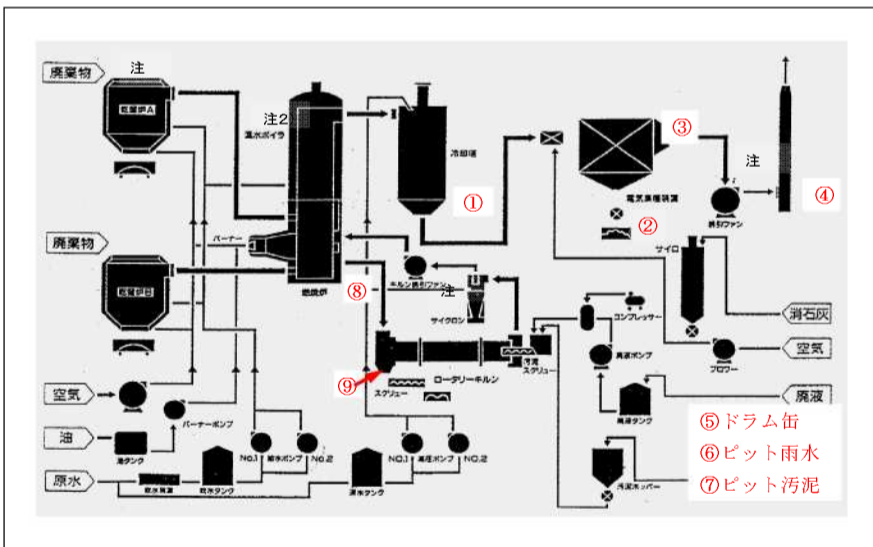 廃棄物
注
乾留炉A
注2
温水ボイラ
冷却塔
①
③
注
④
電気集塵装置
②
誘引ファン
サイロ
廃棄物
バーナー
乾留炉B
燃焼炉
⑧
キルン誘引ファン
注
サイクロン
コンプレッサー
消石灰
廃液ポンプ
ブロワー
空気
汚泥
スクリュー
⑨
スクリュー
ロータリーキルン
空気
バーナーポンプ
廃液タンク
廃液
油
油タンク
No.1
給水ポンプ
No.2
NO.1
高圧ポンプ
NO.2
⑤ドラム缶
⑥ピット雨水
⑦ピット汚泥
原水
軟水装置
軟水タンク
汚泥ホッパー